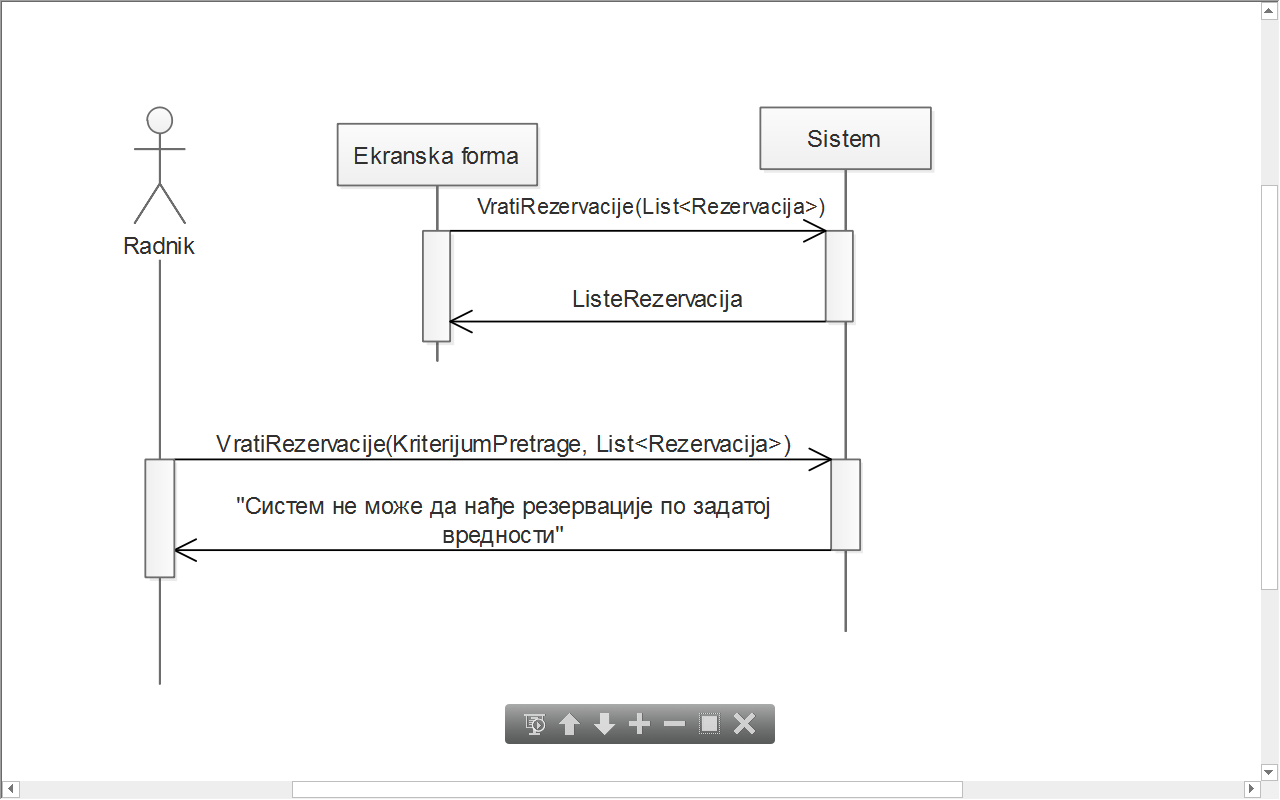 Sistem
Ekranska forma
VratiRezervacije(List<Rezervacija>)
Radnik
ListeRezervacija
VratiRezervacije(KriterijumPretrage, List<Rezervacija>)
"Систем не може да нађе резервације по задатој
вредности"